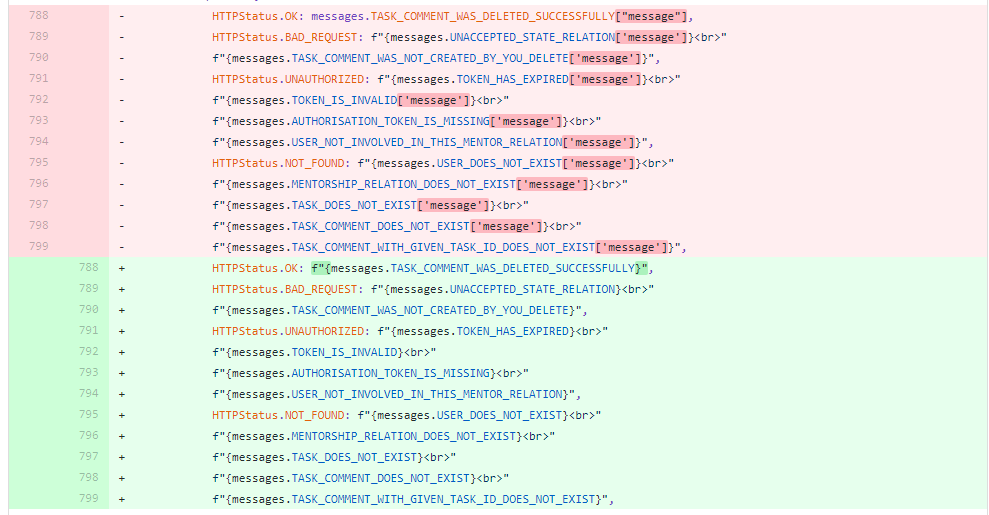 788 - HTTPStatus.OK: messages.TASK_COMMENT_WAS_DELETED_SUCCESSFULLY["message"],
789 - HTTPStatus.BAD_REQUEST: f"{messages.UNACCEPTED_STATE_RELATION['message']}<br>"
790 - f"{messages.TASK_COMMENT_WAS_NOT_CREATED_BY_YOU_DELETE['message']}",
791 - HTTPStatus.UNAUTHORIZED: f"{messages.TOKEN_HAS_EXPIRED['message']}<br>"
792 - f"{messages.TOKEN_IS_INVALID['message']}<br>"
793 - f"{messages.AUTHORISATION_TOKEN_IS_MISSING['message']}<br>"
794 - f"{messages.USER_NOT_INVOLVED_IN_THIS_MENTOR_RELATION['message']}",
795 - HTTPStatus.NOT_FOUND: f"{messages.USER_DOES_NOT_EXIST['message']}<br>"
796 - f"{messages.MENTORSHIP_RELATION_DOES_NOT_EXIST['message']}<br>"
797 - f"{messages.TASK_DOES_NOT_EXIST['message']}<br>"
798 - f"{messages.TASK_COMMENT_DOES_NOT_EXIST['message']}<br>"
799 - f"{messages.TASK_COMMENT_WITH_GIVEN_TASK_ID_DOES_NOT_EXIST['message']}",
788 + HTTPStatus.OK: f"{messages.TASK_COMMENT_WAS_DELETED_SUCCESSFULLY}",
789 + HTTPStatus.BAD_REQUEST: f"{messages.UNACCEPTED_STATE_RELATION}<br>"
790 + f"{messages.TASK_COMMENT_WAS_NOT_CREATED_BY_YOU_DELETE}",
791 + HTTPStatus.UNAUTHORIZED: f"{messages.TOKEN_HAS_EXPIRED}<br>"
792 + f"{messages.TOKEN_IS_INVALID}<br>"
793 + f"{messages.AUTHORISATION_TOKEN_IS_MISSING}<br>"
794 + f"{messages.USER_NOT_INVOLVED_IN_THIS_MENTOR_RELATION}",
795 + HTTPStatus.NOT_FOUND: f"{messages.USER_DOES_NOT_EXIST}<br>"
796 + f"{messages.MENTORSHIP_RELATION_DOES_NOT_EXIST}<br>"
797 + f"{messages.TASK_DOES_NOT_EXIST}<br>"
798 + f"{messages.TASK_COMMENT_DOES_NOT_EXIST}<br>"
799 + f"{messages.TASK_COMMENT_WITH_GIVEN_TASK_ID_DOES_NOT_EXIST}",